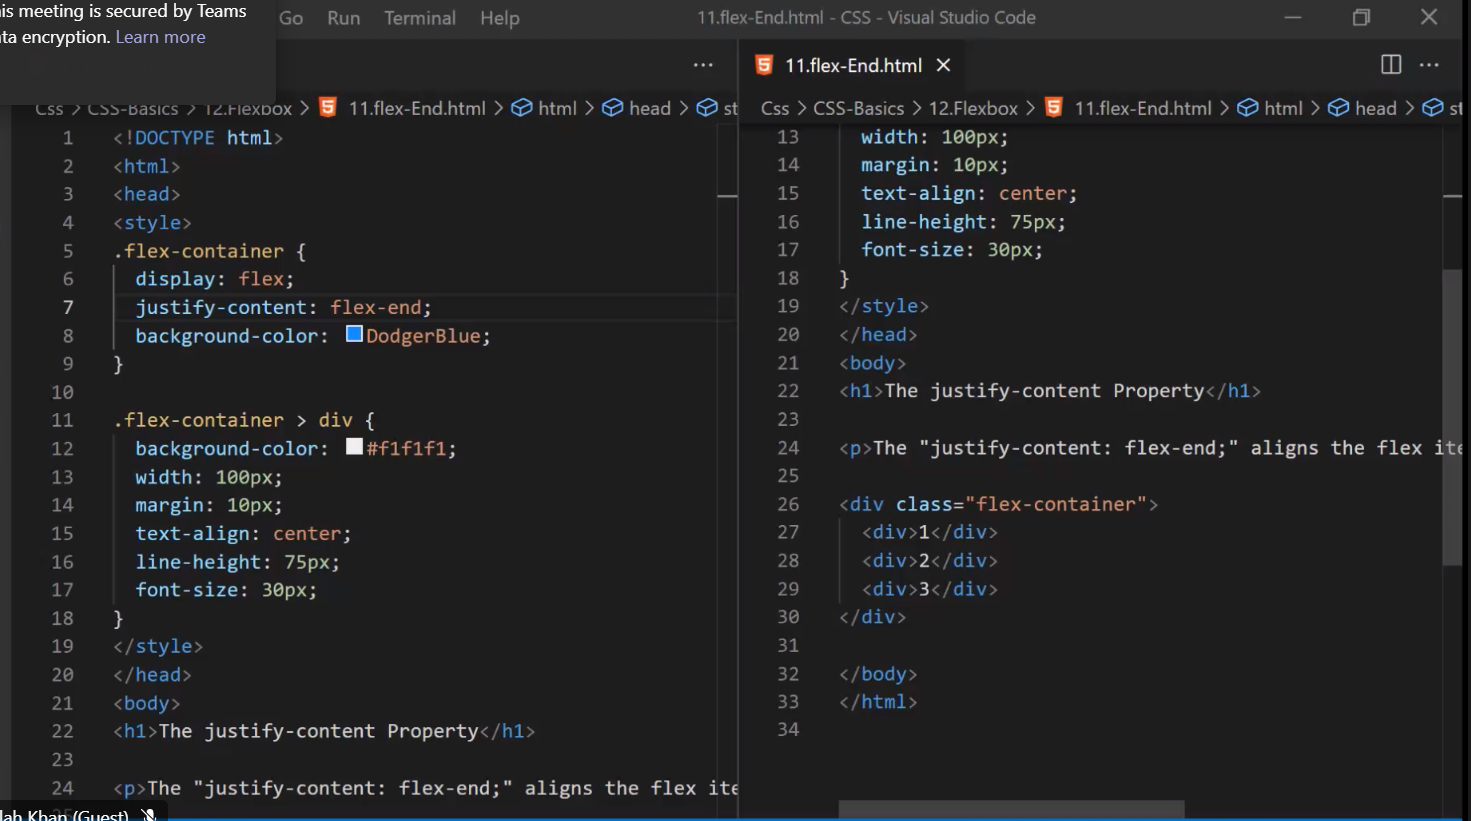 his meeting is secured by Teams
ata encryption. Learn more
Go Run Terminal Help
11.flex-End.html - CSS - Visual Studio Code
Css > CSS-Basics > 12.Flexbox > 11.flex-End.html > html > head > st
1 <!DOCTYPE html>
2 <html>
3 <head>
4 <style>
5 .flex-container {
6 display: flex;
7 justify-content: flex-end;
8 background-color: DodgerBlue;
9 }
10
11 .flex-container > div {
12 background-color: #f1f1f1;
13 width: 100px;
14 margin: 10px;
15 text-align: center;
16 line-height: 75px;
17 font-size: 30px;
18 }
19 </style>
20 </head>
21 <body>
22 <h1>The justify-content Property</h1>
23
24 <p>The "justify-content: flex-end;" aligns the flex ite
lah Khan (Guest)
11.flex-End.html
Css > CSS-Basics > 12.Flexbox > 11.flex-End.html > html > head > st
13 width: 100px;
14 margin: 10px;
15 text-align: center;
16 line-height: 75px;
17 font-size: 30px;
18 }
19 </style>
20 </head>
21 <body>
22 <h1>The justify-content Property</h1>
23
24 <p>The "justify-content: flex-end;" aligns the flex ite
25
26 <div class="flex-container">
27 <div>1</div>
28 <div>2</div>
29 <div>3</div>
30 </div>
31
32 </body>
33 </html>
34